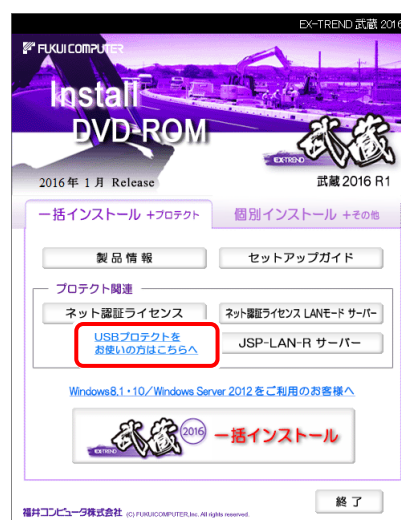 EX-TREND 武蔵 2016
FUKUI COMPUTER
Install
DVD-ROM
EX-TREND 武蔵
2016年 1月 Release
武蔵 2016 R1
一括インストール +プロテクト
個別インストール +その他
製品情報
セットアップガイド
プロテクト関連
ネット認証ライセンス
ネット認証ライセンス LANモード サーバー
USBプロテクトを
お使いの方はこちらへ
JSP-LAN-R サーバー
Windows8.1・10／Windows Server 2012 をご利用のお客様へ
EX-TREND 武蔵 2016 一括インストール
終了
福井コンピュータ株式会社 (C) FUKUICOMPUTER, Inc. All rights reserved.